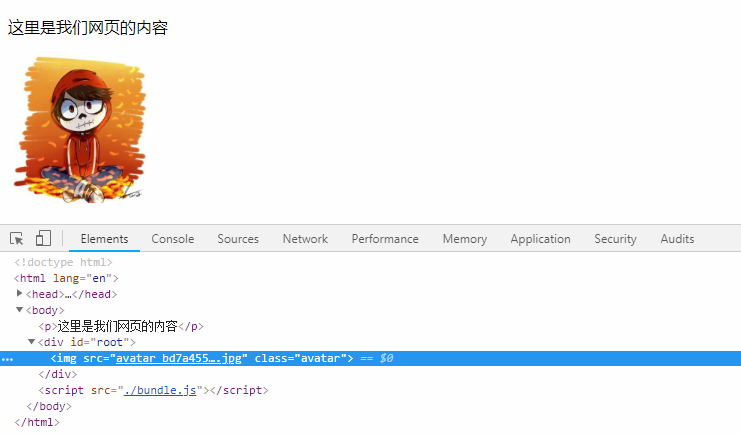 这里是我们网页的内容
Elements Console Sources Network Performance Memory Application Security Audits
<!doctype html>
<html lang="en">
<head>…</head>
<body>
<p>这里是我们网页的内容</p>
<div id="root">
<img src="avatar_bd7a455….jpg" class="avatar"> == $0
</div>
<script src="./bundle.js"></script>
</body>
</html>